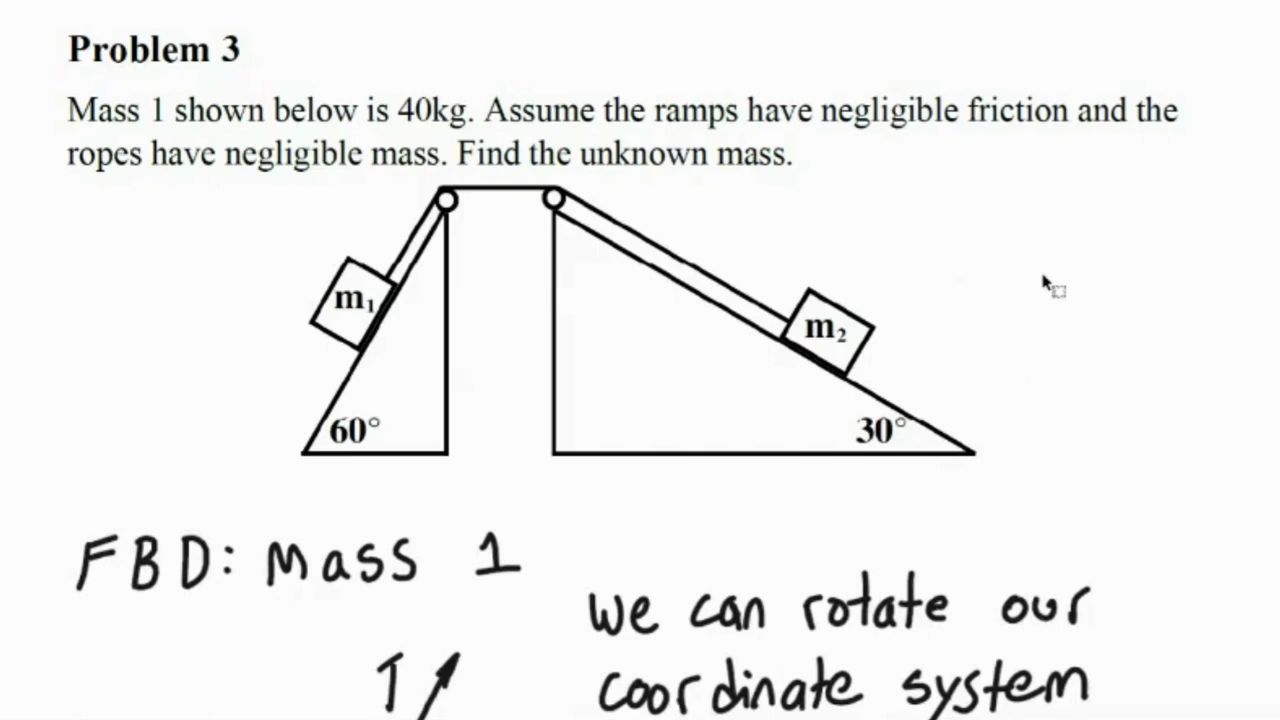 Problem 3
Mass 1 shown below is 40kg. Assume the ramps have negligible friction and the
ropes have negligible mass. Find the unknown mass.
m₁
m₂
60°
30°
FBD: Mass 1
we can rotate our
T
coordinate system